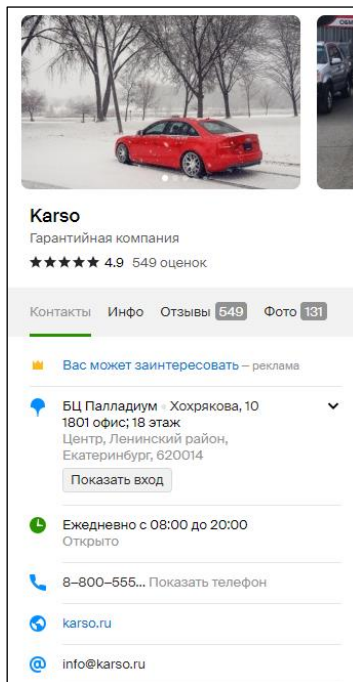 Karso
Гарантийная компания
★★★★★ 4.9 549 оценок
Контакты Инфо Отзывы 549 Фото 131
Вас может заинтересовать – реклама
БЦ Палладиум • Хохрякова, 10
1801 офис; 18 этаж
Центр, Ленинский район,
Екатеринбург, 620014
Показать вход
Ежедневно с 08:00 до 20:00
Открыто
8–800–555... Показать телефон
karso.ru
@ info@karso.ru